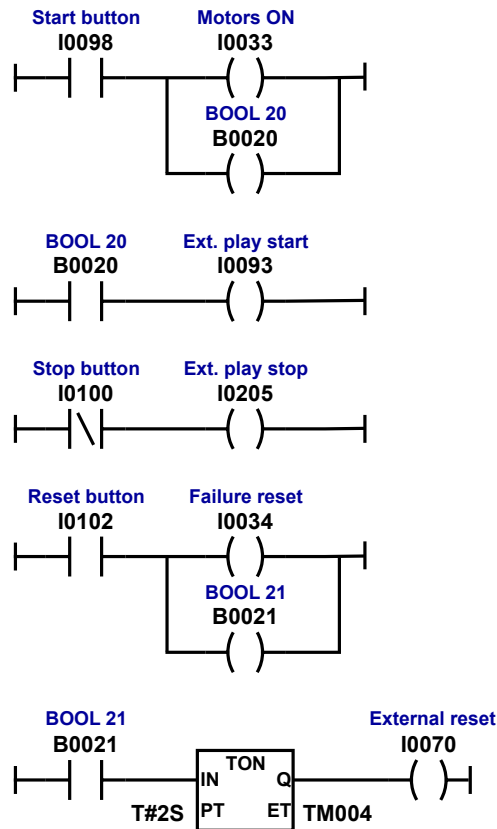 Start button Motors ON
I0098 I0033
BOOL 20
B0020
BOOL 20 Ext. play start
B0020 I0093
Stop button Ext. play stop
I0100 I0205
Reset button Failure reset
I0102 I0034
BOOL 21
B0021
BOOL 21 External reset
B0021 I0070
TON
IN Q
T#2S PT ET TM004